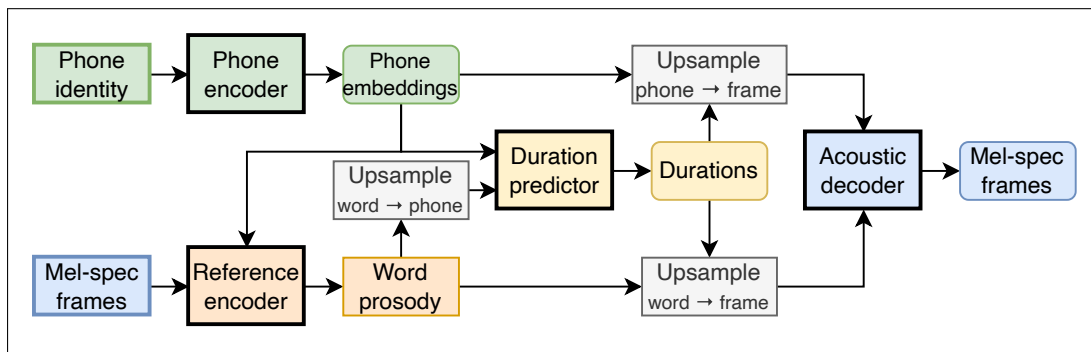 Phone
identity
Phone
encoder
Phone
embeddings
Upsample
phone → frame
Upsample
word → phone
Duration
predictor
Durations
Acoustic
decoder
Mel-spec
frames
Mel-spec
frames
Reference
encoder
Word
prosody
Upsample
word → frame